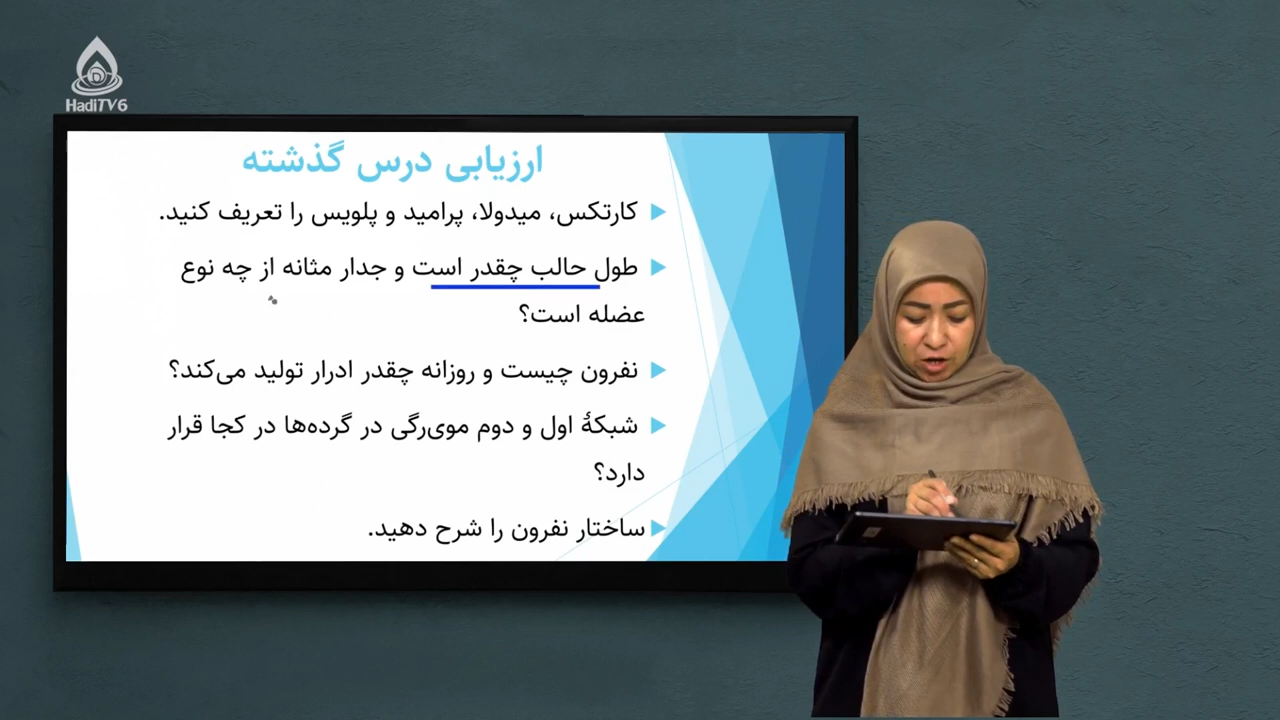 HadiTV6
ارزیابی درس گذشته
کارتکس، میدولا، پرامید و پلویس را تعریف کنید.
طول حالب چقدر است و جدار مثانه از چه نوع
عضله است؟
نفرون چیست و روزانه چقدر ادرار تولید می‌کند؟
شبکهٔ اول و دوم موی‌رگی در گرده‌ها در کجا قرار
دارد؟
ساختار نفرون را شرح دهید.